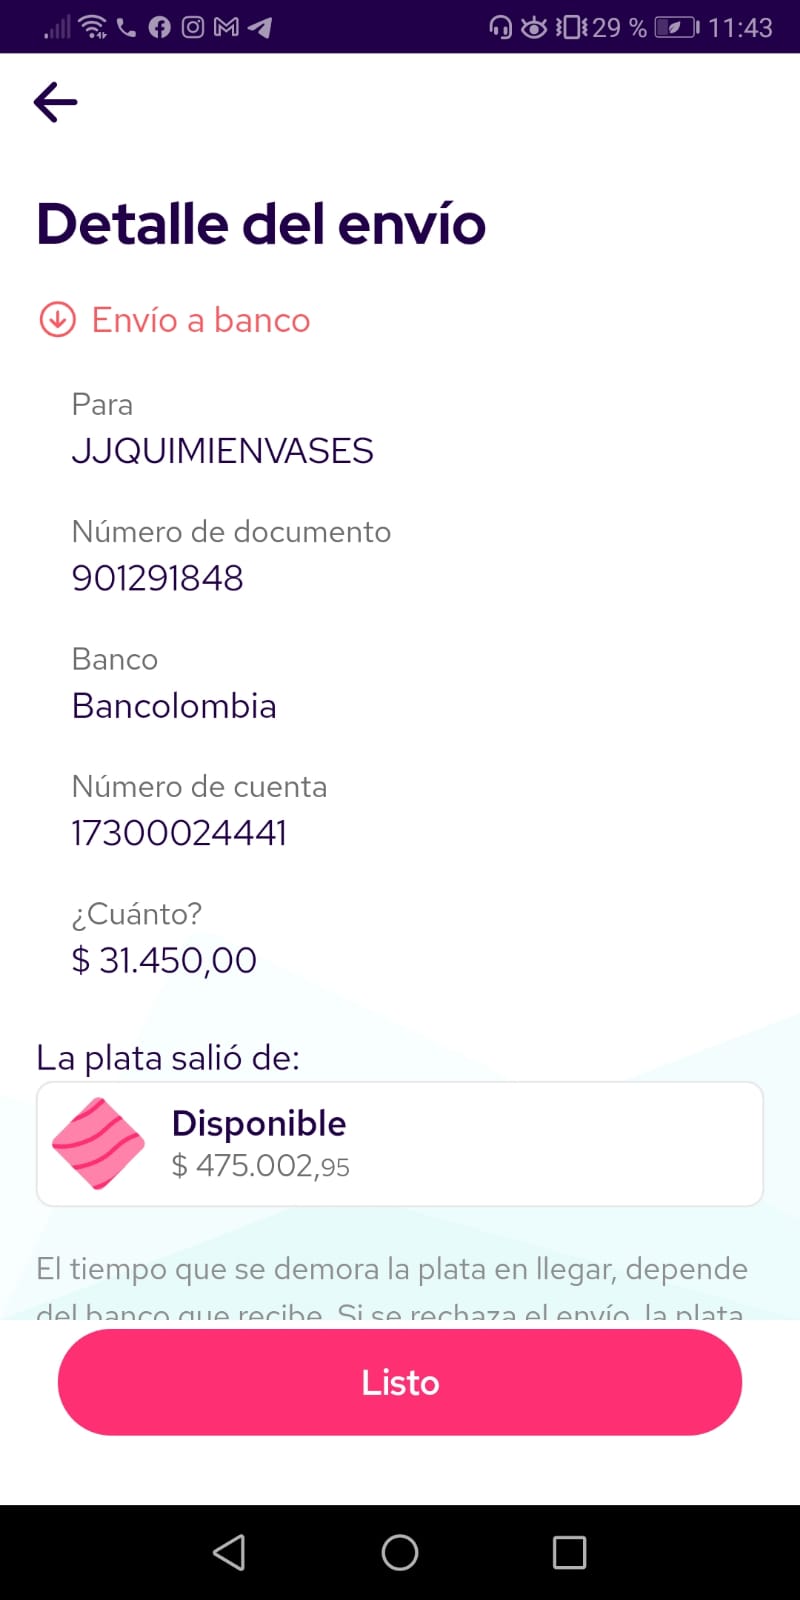 29 % 11:43
Detalle del envío
Envío a banco
Para
JJQUIMIENVASES
Número de documento
901291848
Banco
Bancolombia
Número de cuenta
17300024441
¿Cuánto?
$ 31.450,00
La plata salió de:
Disponible
$ 475.002,95
El tiempo que se demora la plata en llegar, depende
del banco que recibe. Si se rechaza el envío, la plata
Listo